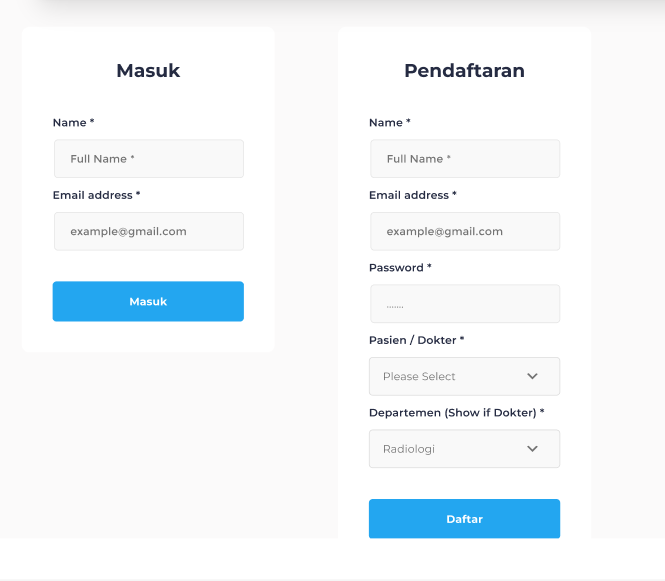 Masuk
Name *
Full Name *
Email address *
example@gmail.com
Masuk
Pendaftaran
Name *
Full Name *
Email address *
example@gmail.com
Password *
.......
Pasien / Dokter *
Please Select
Departemen (Show if Dokter) *
Radiologi
Daftar